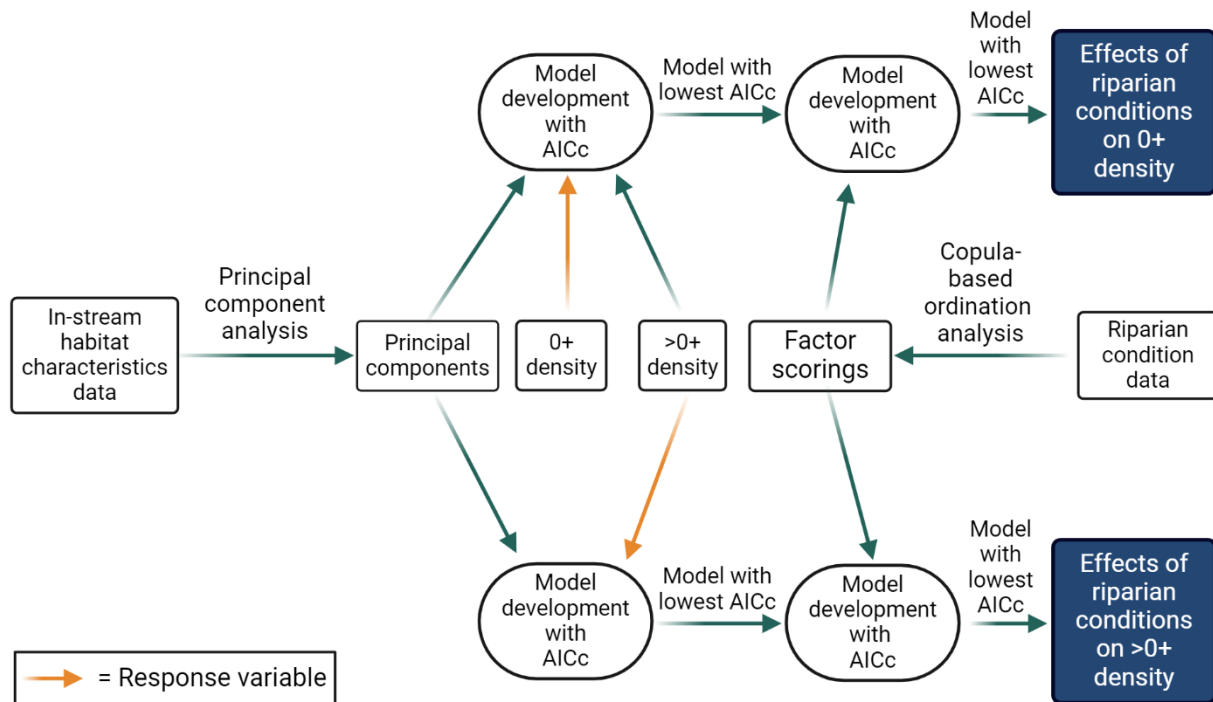 Model
development
with
AICc
Model with
lowest AICc
Model
development
with
AICc
Model
with
lowest
AICc
Effects of
riparian
conditions
on 0+
density
In-stream
habitat
characteristics
data
Principal
component
analysis
Principal
components
0+
density
>0+
density
Factor
scorings
Copula-
based
ordination
analysis
Riparian
condition
data
Model
development
with
AICc
Model with
lowest AICc
Model
development
with
AICc
Model
with
lowest
AICc
Effects of
riparian
conditions
on >0+
density
= Response variable